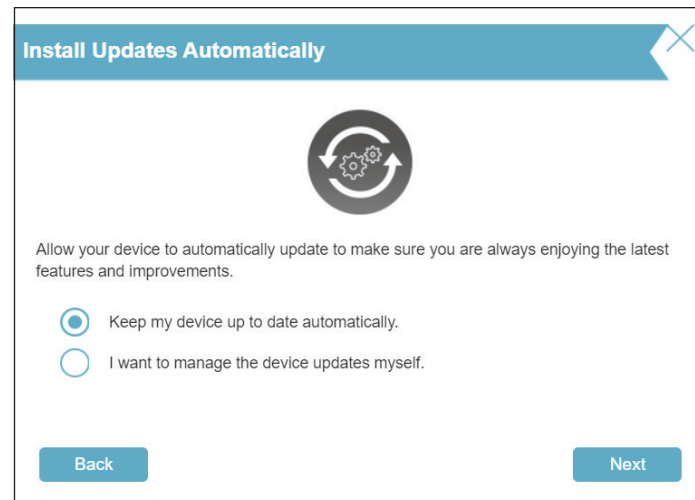 Install Updates Automatically
Allow your device to automatically update to make sure you are always enjoying the latest
features and improvements.
Keep my device up to date automatically.
I want to manage the device updates myself.
Back
Next